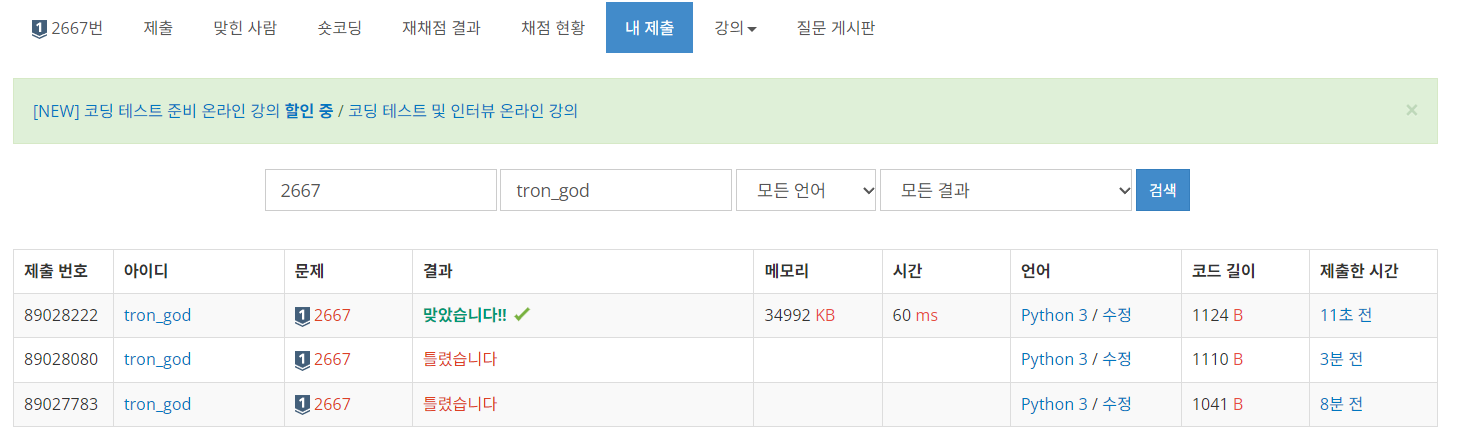 1 2667번 제출 맞힌 사람 숏코딩 재채점 결과 채점 현황 내 제출 강의 질문 게시판
[NEW] 코딩 테스트 준비 온라인 강의 할인 중 / 코딩 테스트 및 인터뷰 온라인 강의 ×
2667 tron_god 모든 언어 모든 결과 검색
제출 번호 아이디 문제 결과 메모리 시간 언어 코드 길이 제출한 시간
89028222 tron_god 1 2667 맞았습니다!! 34992 KB 60 ms Python 3 / 수정 1124 B 11초 전
89028080 tron_god 1 2667 틀렸습니다 Python 3 / 수정 1110 B 3분 전
89027783 tron_god 1 2667 틀렸습니다 Python 3 / 수정 1041 B 8분 전